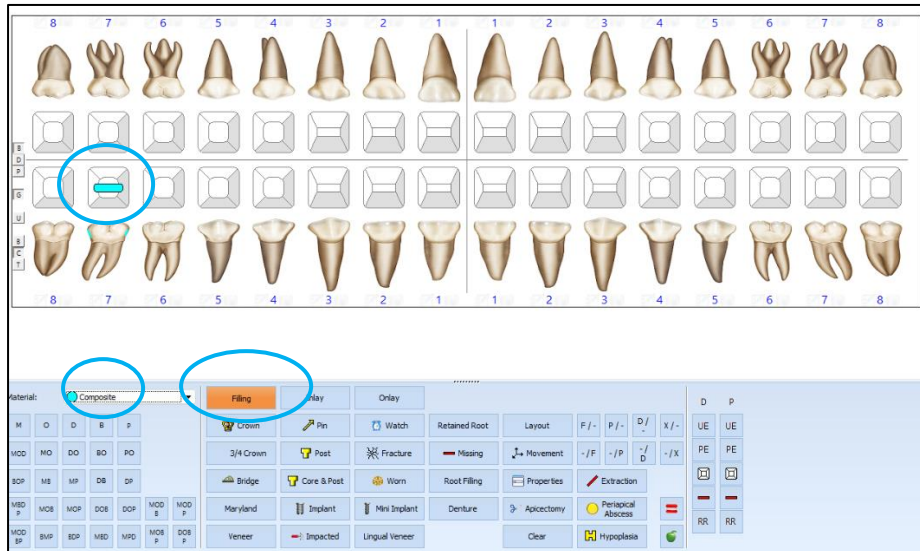 8 7 6 5 4 3 2 1 1 2 3 4 5 6 7 8
B
D
P
G
U
B
C
T
8 7 6 5 4 3 2 1 1 2 3 4 5 6 7 8
Material: Composite
Filling Inlay Onlay
D P
M O D B P
Crown Pin Watch Retained Root Layout F / - P / - D / - X / -
UE UE
MOD MO DO BO PO
3/4 Crown Post Fracture Missing Movement - / F - / P - / D - / X
PE PE
BOP MB MP DB DP
Bridge Core & Post Worn Root Filling Properties Extraction
MBD P MOB MOP DOB DOP MOD B MOD P
Maryland Implant Mini Implant Denture Apicectomy Periapical Abscess
RR RR
MOD BP BMP BDP MBD MPD MOB P DOB P
Veneer Impacted Lingual Veneer Clear Hypoplasia